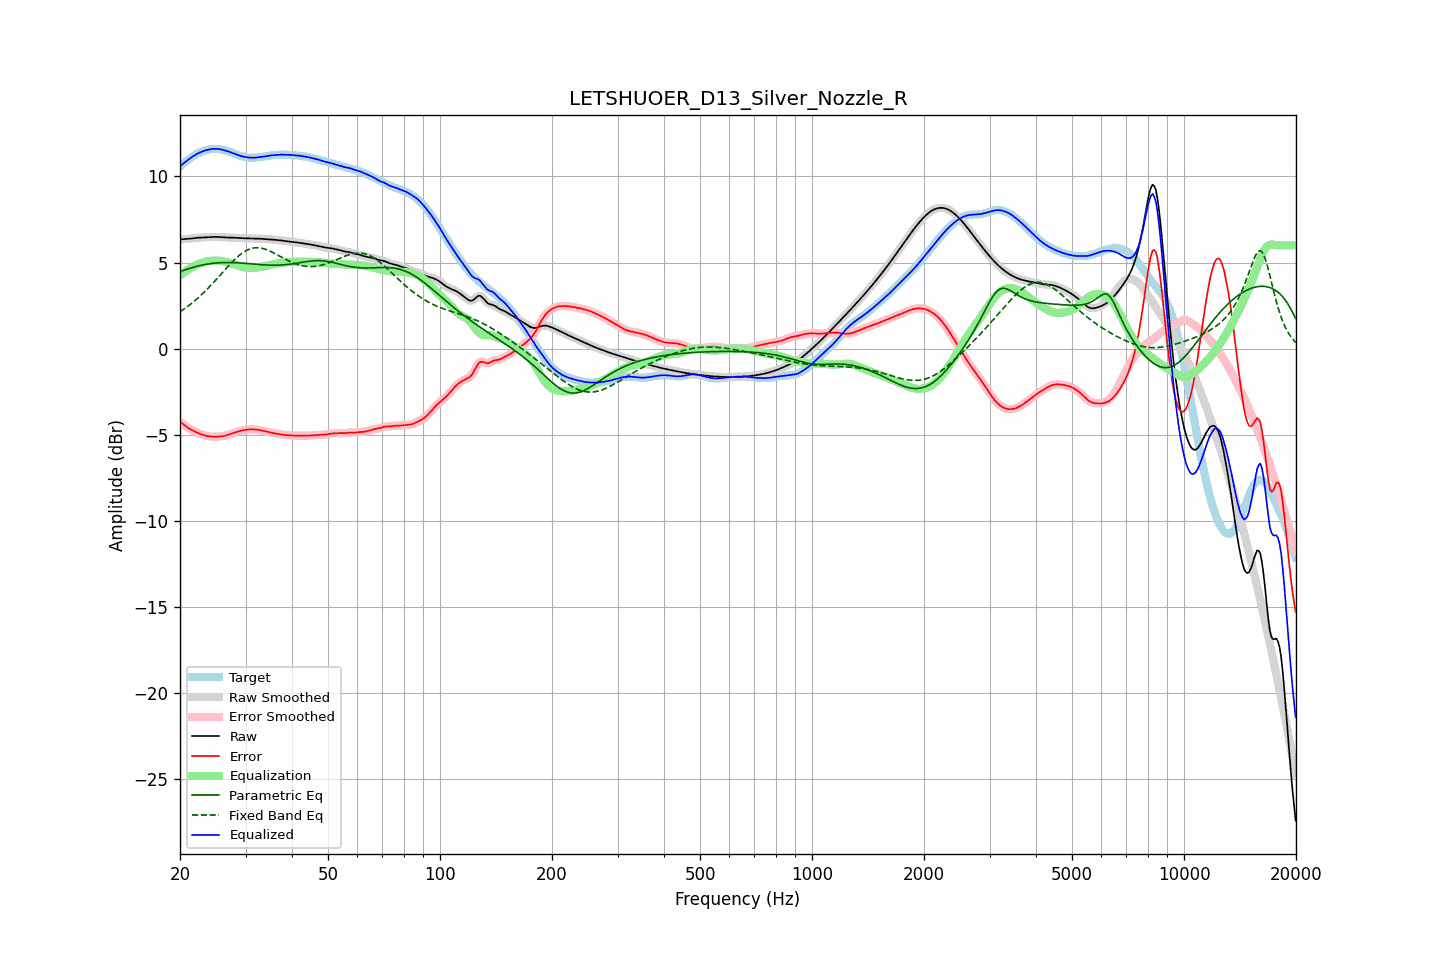 LETSHUOER_D13_Silver_Nozzle_R
Amplitude (dBr)
10
5
0
−5
−10
−15
−20
−25
Target
Raw Smoothed
Error Smoothed
Raw
Error
Equalization
Parametric Eq
Fixed Band Eq
Equalized
20 50 100 200 500 1000 2000 5000 10000 20000
Frequency (Hz)